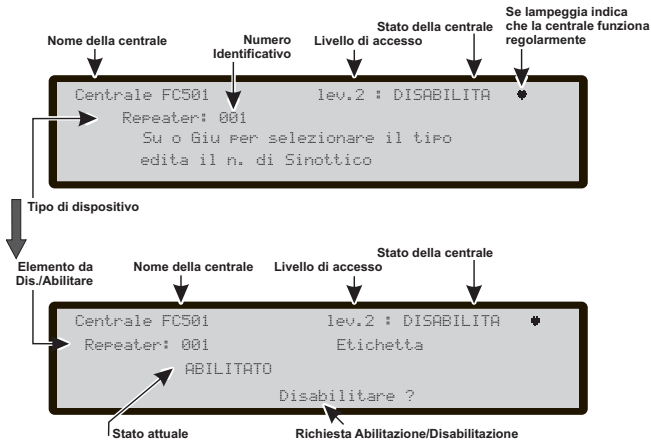 Se lampeggia indica
che la centrale funziona
regolarmente
Stato della centrale
Nome della centrale
Numero
Identificativo
Livello di accesso
Centrale FC501 lev.2 : DISABILITA ♥
Repeater: 001
Su o Giu per selezionare il tipo
edita il n. di Sinottico
Tipo di dispositivo
Stato della centrale
Elemento da
Dis./Abilitare
Nome della centrale
Livello di accesso
Centrale FC501 lev.2 : DISABILITA ♥
Repeater: 001 Etichetta
ABILITATO
Disabilitare ?
Stato attuale
Richiesta Abilitazione/Disabilitazione